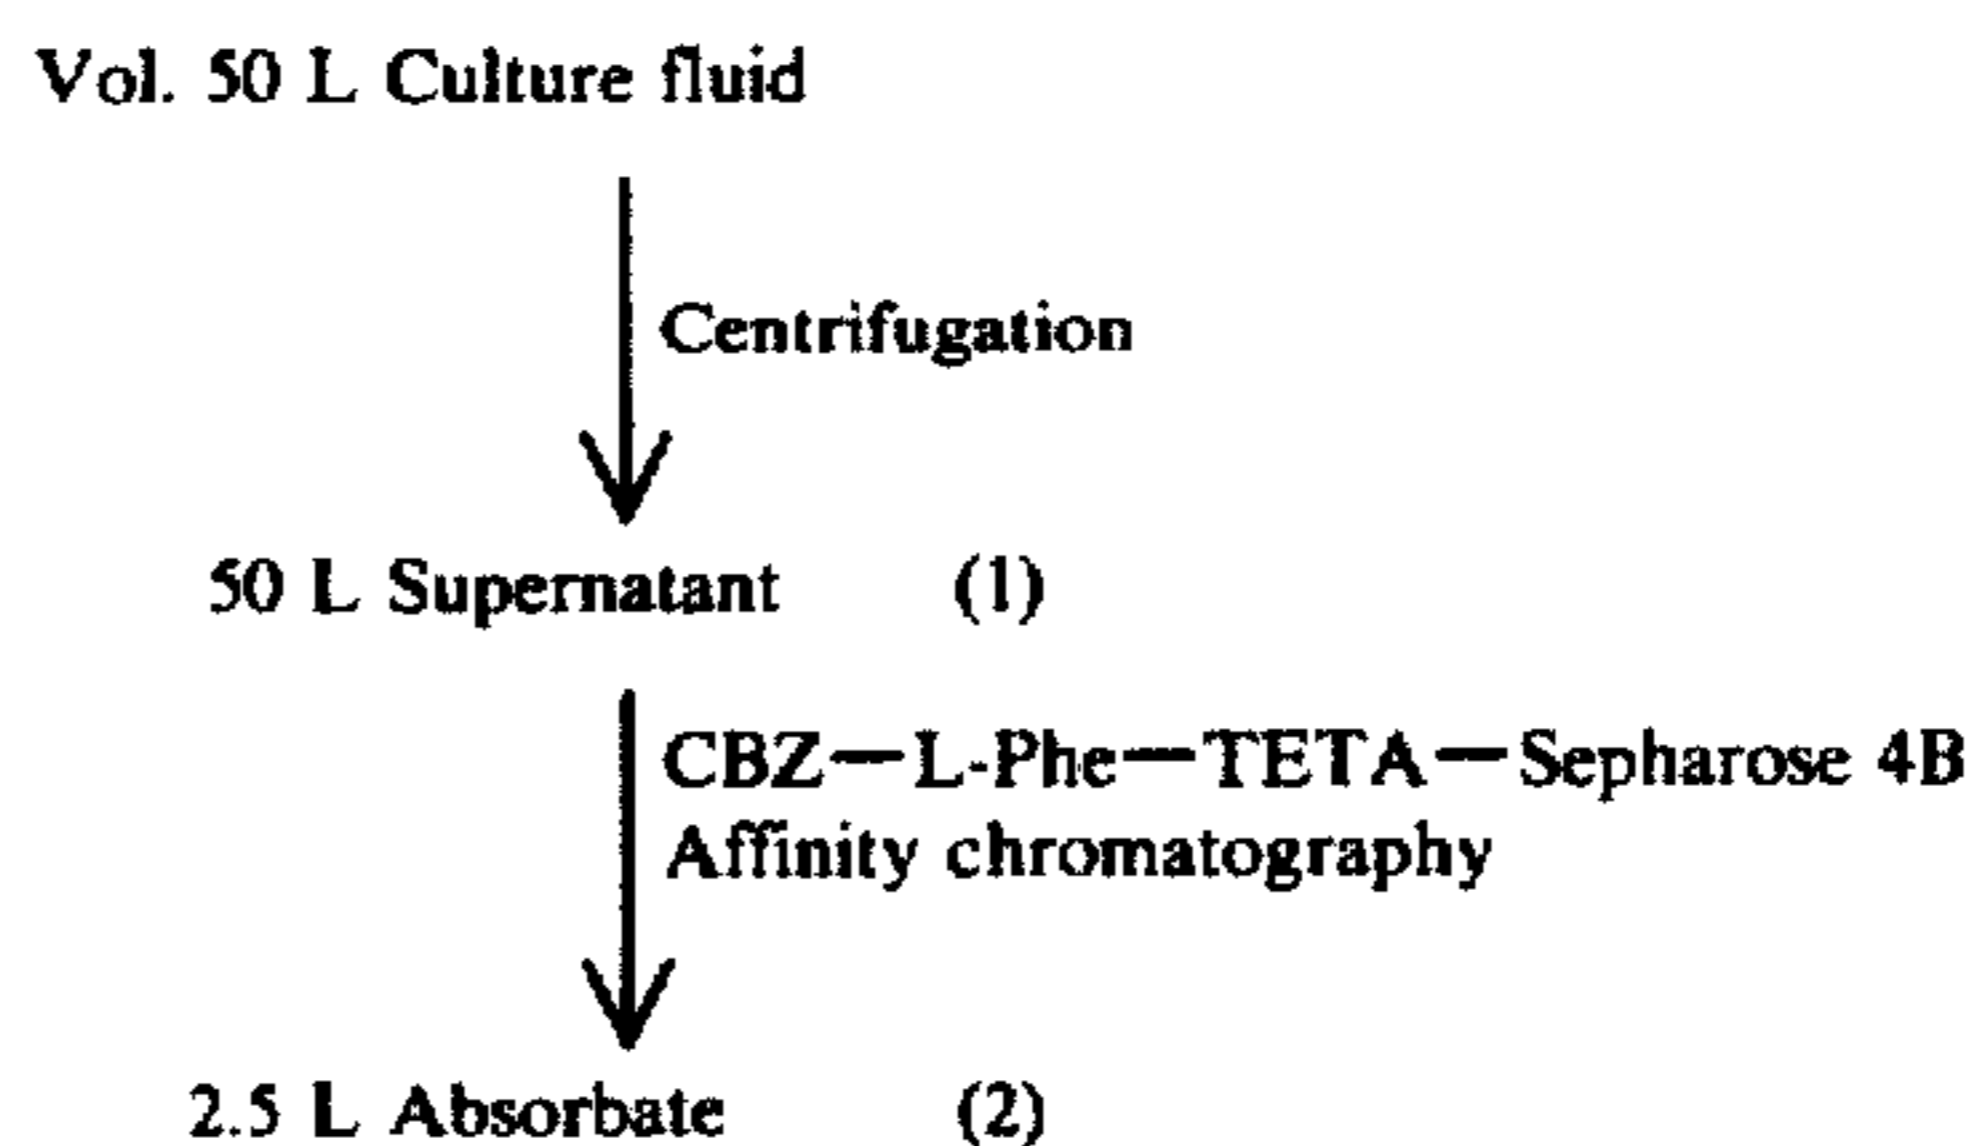 Vol. 50 L Culture fluid
Centrifugation
50 L Supernatant (1)
CBZ—L-Phe—TETA—Sepharose 4B
Affinity chromatography
2.5 L Absorbate (2)